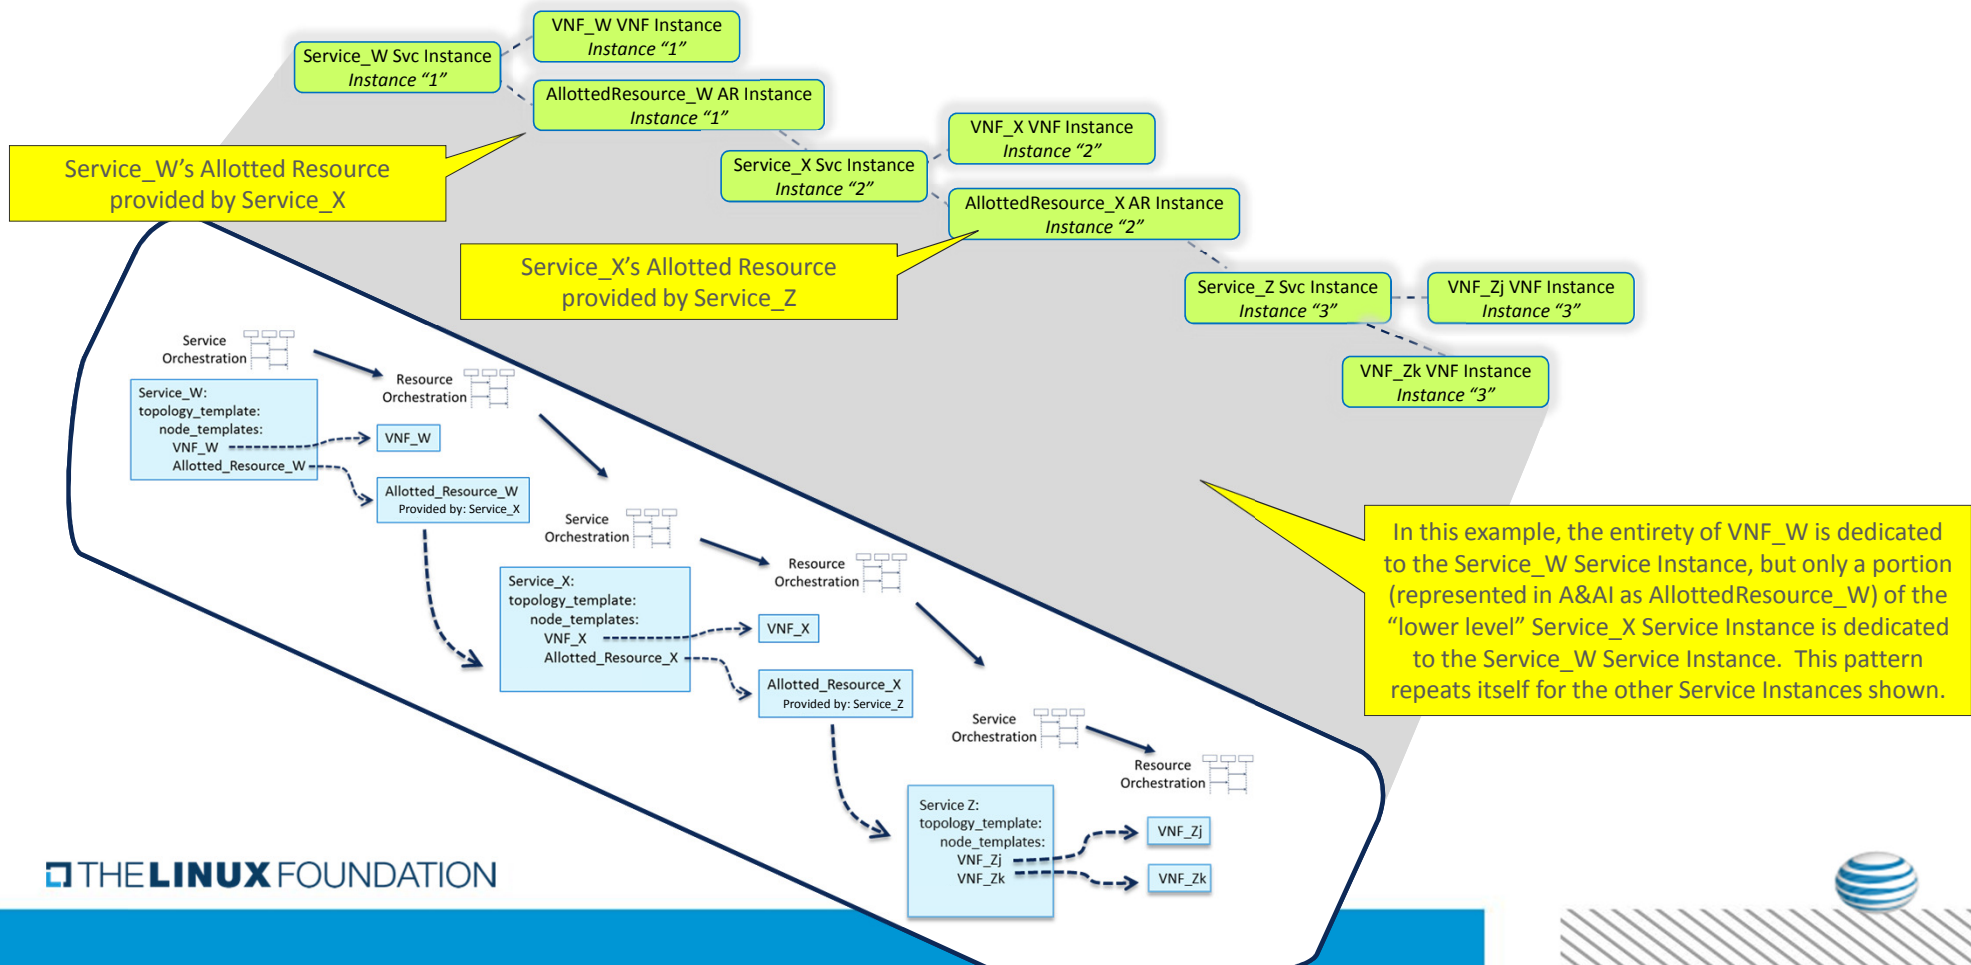 VNF_W VNF Instance
Instance “1”
Service_W Svc Instance
Instance “1”
AllottedResource_W AR Instance
Instance “1”
VNF_X VNF Instance
Instance “2”
Service_X Svc Instance
Instance “2”
AllottedResource_X AR Instance
Instance “2”
Service_Z Svc Instance
Instance “3”
VNF_Zj VNF Instance
Instance “3”
VNF_Zk VNF Instance
Instance “3”
Service_W’s Allotted Resource
provided by Service_X
Service_X’s Allotted Resource
provided by Service_Z
In this example, the entirety of VNF_W is dedicated
to the Service_W Service Instance, but only a portion
(represented in A&AI as AllottedResource_W) of the
“lower level” Service_X Service Instance is dedicated
to the Service_W Service Instance.  This pattern
repeats itself for the other Service Instances shown.
Service
Orchestration
Resource
Orchestration
Service_W:
topology_template:
node_templates:
VNF_W
Allotted_Resource_W
VNF_W
Allotted_Resource_W
Provided by: Service_X
Service
Orchestration
Resource
Orchestration
Service_X:
topology_template:
node_templates:
VNF_X
Allotted_Resource_X
VNF_X
Allotted_Resource_X
Provided by: Service_Z
Service
Orchestration
Resource
Orchestration
Service Z:
topology_template:
node_templates:
VNF_Zj
VNF_Zk
VNF_Zj
VNF_Zk
THE LINUX FOUNDATION